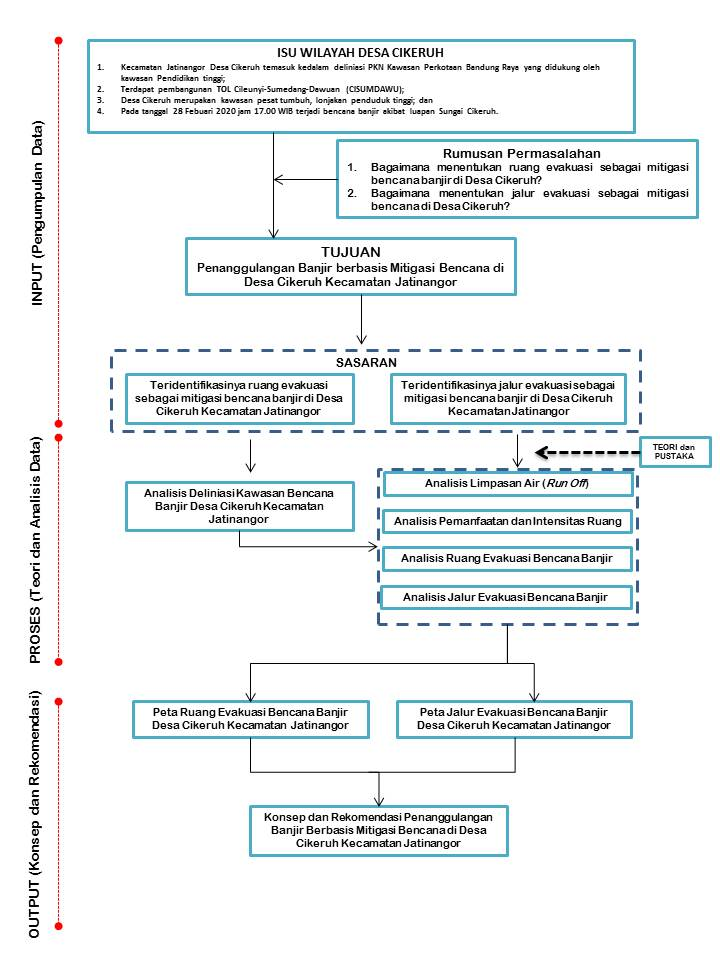 ISU WILAYAH DESA CIKERUH
1. Kecamatan Jatinangor Desa Cikeruh temasuk kedalam deliniasi PKN Kawasan Perkotaan Bandung Raya yang didukung oleh
kawasan Pendidikan tinggi;
2. Terdapat pembangunan TOL Cileunyi-Sumedang-Dawuan (CISUMDAWU);
3. Desa Cikeruh merupakan kawasan pesat tumbuh, lonjakan penduduk tinggi; dan
4. Pada tanggal 28 Febuari 2020 jam 17.00 WIB terjadi bencana banjir akibat luapan Sungai Cikeruh.
Rumusan Permasalahan
1. Bagaimana menentukan ruang evakuasi sebagai mitigasi
bencana banjir di Desa Cikeruh?
2. Bagaimana menentukan jalur evakuasi sebagai mitigasi
bencana di Desa Cikeruh?
INPUT (Pengumpulan Data)
TUJUAN
Penanggulangan Banjir berbasis Mitigasi Bencana di
Desa Cikeruh Kecamatan Jatinangor
SASARAN
Teridentifikasinya ruang evakuasi
sebagai mitigasi bencana banjir di Desa
Cikeruh Kecamatan Jatinangor
Teridentifikasinya jalur evakuasi sebagai
mitigasi bencana banjir di Desa Cikeruh
Kecamatan Jatinangor
PROSES (Teori dan Analisis Data)
TEORI dan
PUSTAKA
Analisis Deliniasi Kawasan Bencana
Banjir Desa Cikeruh Kecamatan
Jatinangor
Analisis Limpasan Air (Run Off)
Analisis Pemanfaatan dan Intensitas Ruang
Analisis Ruang Evakuasi Bencana Banjir
Analisis Jalur Evakuasi Bencana Banjir
OUTPUT (Konsep dan Rekomendasi)
Peta Ruang Evakuasi Bencana Banjir
Desa Cikeruh Kecamatan Jatinangor
Peta Jalur Evakuasi Bencana Banjir
Desa Cikeruh Kecamatan Jatinangor
Konsep dan Rekomendasi Penanggulangan
Banjir Berbasis Mitigasi Bencana di Desa
Cikeruh Kecamatan Jatinangor